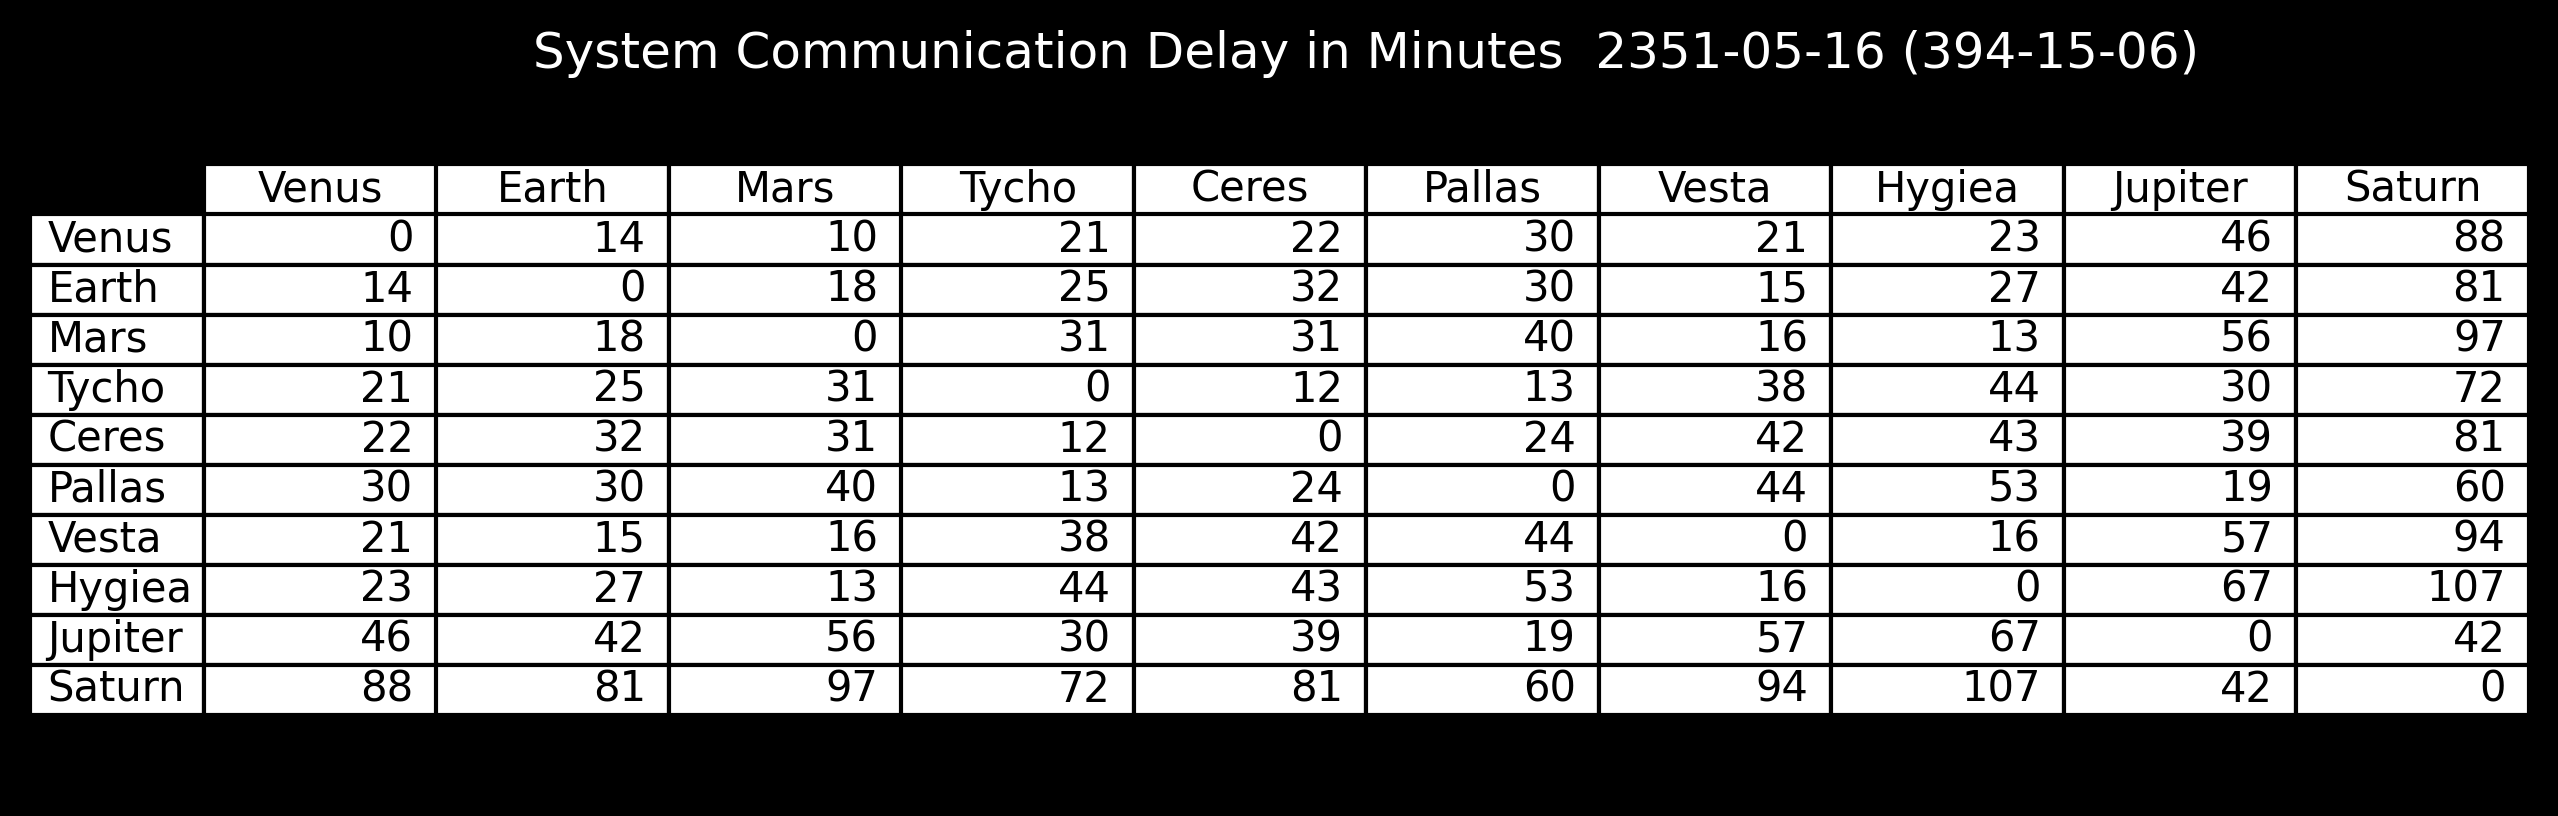 System Communication Delay in Minutes  2351-05-16 (394-15-06)
Venus Earth Mars Tycho Ceres Pallas Vesta Hygiea Jupiter Saturn
Venus 0 14 10 21 22 30 21 23 46 88
Earth 14 0 18 25 32 30 15 27 42 81
Mars 10 18 0 31 31 40 16 13 56 97
Tycho 21 25 31 0 12 13 38 44 30 72
Ceres 22 32 31 12 0 24 42 43 39 81
Pallas 30 30 40 13 24 0 44 53 19 60
Vesta 21 15 16 38 42 44 0 16 57 94
Hygiea 23 27 13 44 43 53 16 0 67 107
Jupiter 46 42 56 30 39 19 57 67 0 42
Saturn 88 81 97 72 81 60 94 107 42 0